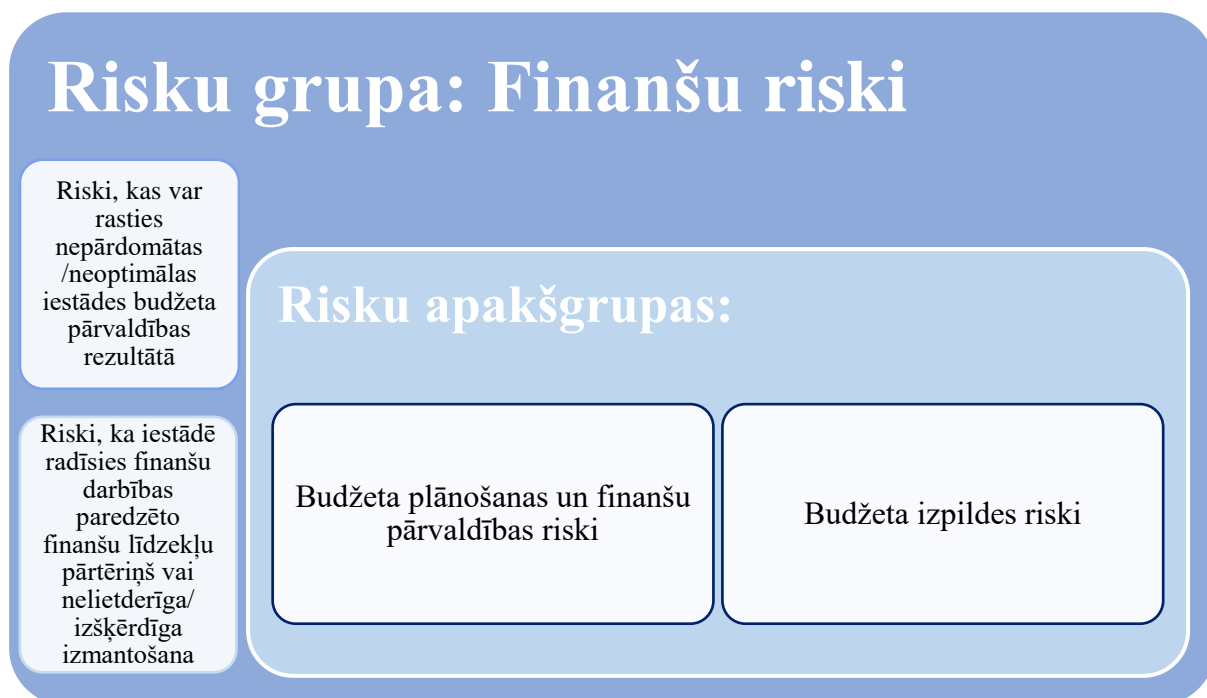 Risku grupa: Finanšu riski
Riski, kas var
rasties
nepārdomātas
/neoptimālas
iestādes budžeta
pārvaldības
rezultātā
Riski, ka iestādē
radīsies finanšu
darbības
paredzēto
finanšu līdzekļu
pārtēriņš vai
nelietderīga/
izšķērdīga
izmantošana
Risku apakšgrupas:
Budžeta plānošanas un finanšu
pārvaldības riski
Budžeta izpildes riski